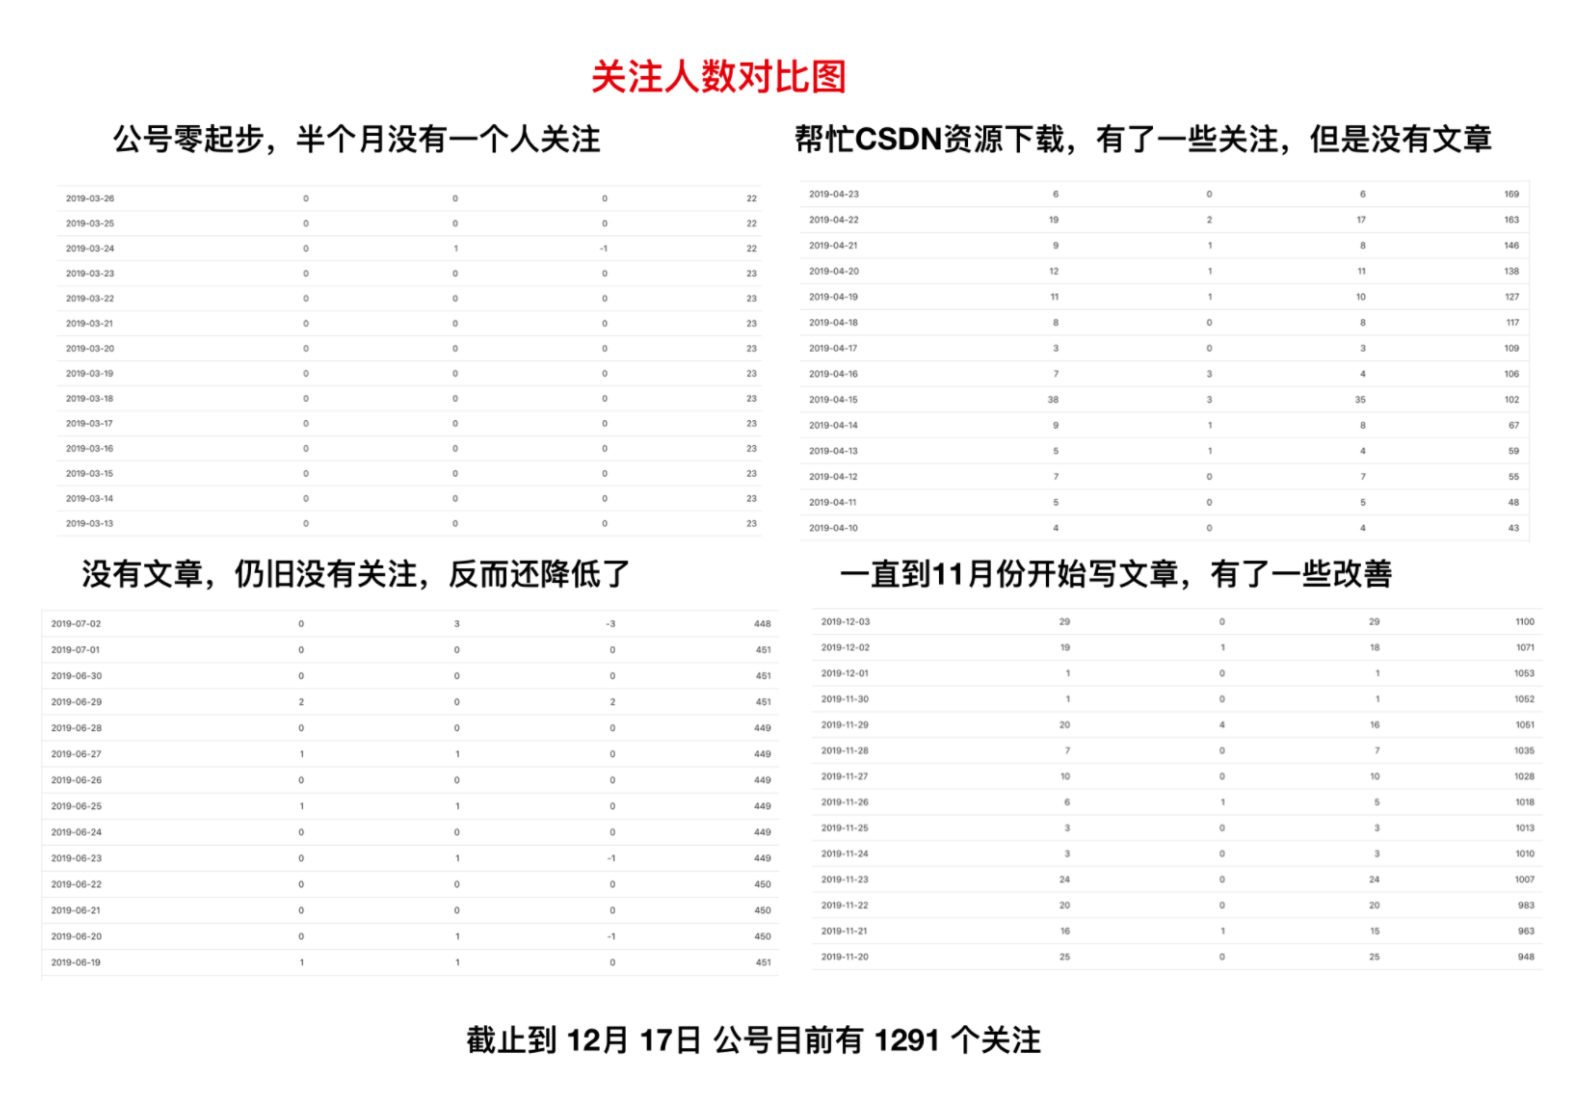 关注人数对比图
公号零起步，半个月没有一个人关注
2019-03-26 0 0 0 22
2019-03-25 0 0 0 22
2019-03-24 0 1 -1 22
2019-03-23 0 0 0 23
2019-03-22 0 0 0 23
2019-03-21 0 0 0 23
2019-03-20 0 0 0 23
2019-03-19 0 0 0 23
2019-03-18 0 0 0 23
2019-03-17 0 0 0 23
2019-03-16 0 0 0 23
2019-03-15 0 0 0 23
2019-03-14 0 0 0 23
2019-03-13 0 0 0 23
帮忙CSDN资源下载，有了一些关注，但是没有文章
2019-04-23 6 0 6 169
2019-04-22 19 2 17 163
2019-04-21 9 1 8 146
2019-04-20 12 1 11 138
2019-04-19 11 1 10 127
2019-04-18 8 0 8 117
2019-04-17 3 0 3 109
2019-04-16 7 3 4 106
2019-04-15 38 3 35 102
2019-04-14 9 1 8 67
2019-04-13 5 1 4 59
2019-04-12 7 0 7 55
2019-04-11 5 0 5 48
2019-04-10 4 0 4 43
没有文章，仍旧没有关注，反而还降低了
2019-07-02 0 3 -3 448
2019-07-01 0 0 0 451
2019-06-30 0 0 0 451
2019-06-29 2 0 2 451
2019-06-28 0 0 0 449
2019-06-27 1 1 0 449
2019-06-26 0 0 0 449
2019-06-25 1 1 0 449
2019-06-24 0 0 0 449
2019-06-23 0 1 -1 449
2019-06-22 0 0 0 450
2019-06-21 0 0 0 450
2019-06-20 0 1 -1 450
2019-06-19 1 1 0 451
一直到11月份开始写文章，有了一些改善
2019-12-03 29 0 29 1100
2019-12-02 19 1 18 1071
2019-12-01 1 0 1 1053
2019-11-30 1 0 1 1052
2019-11-29 20 4 16 1051
2019-11-28 7 0 7 1035
2019-11-27 10 0 10 1028
2019-11-26 6 1 5 1018
2019-11-25 3 0 3 1013
2019-11-24 3 0 3 1010
2019-11-23 24 0 24 1007
2019-11-22 20 0 20 983
2019-11-21 16 1 15 963
2019-11-20 25 0 25 948
截止到 12月 17日 公号目前有 1291 个关注